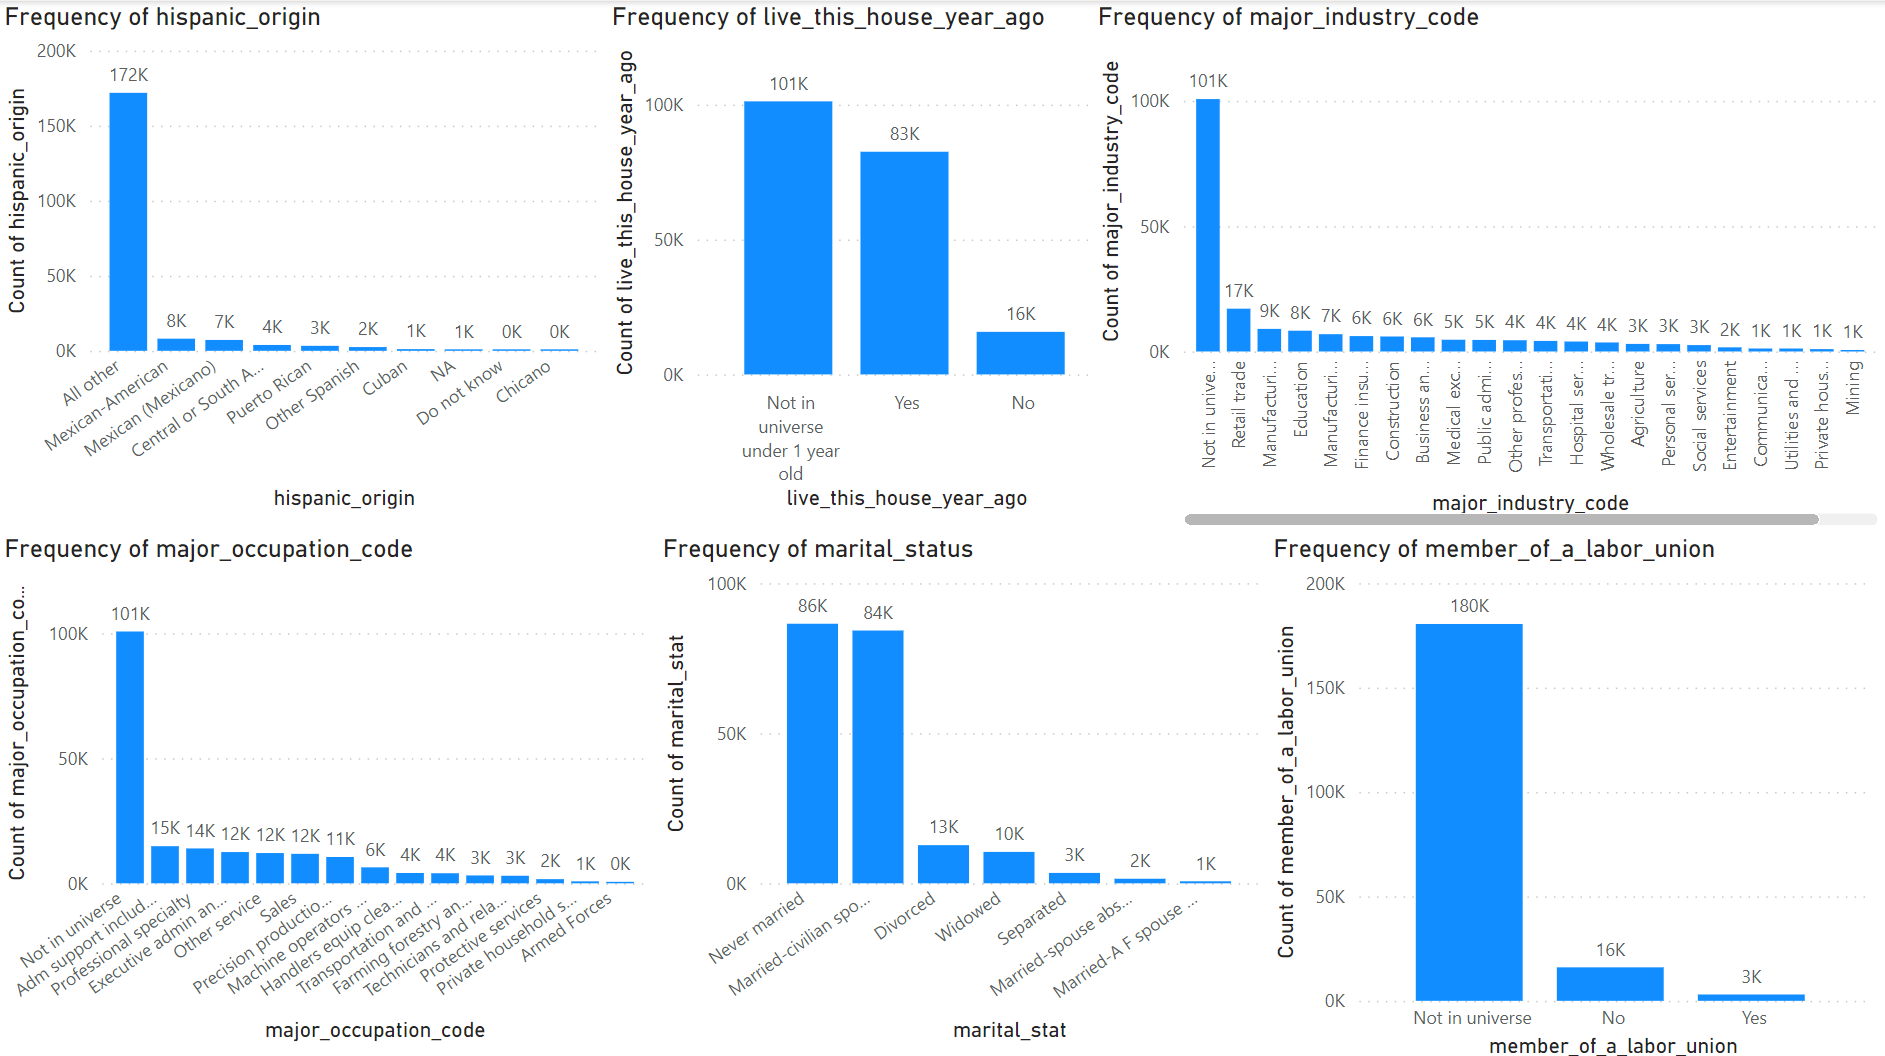 Frequency of hispanic_origin
Count of hispanic_origin
200K
150K
100K
50K
0K
172K
8K
7K
4K
3K
2K
1K
1K
0K
0K
All other
Mexican-American
Mexican (Mexicano)
Central or South A...
Puerto Rican
Other Spanish
Cuban
NA
Do not know
Chicano
hispanic_origin
Frequency of live_this_house_year_ago
Count of live_this_house_year_ago
100K
50K
0K
101K
83K
16K
Not in
universe
under 1 year
old
Yes
No
live_this_house_year_ago
Frequency of major_industry_code
Count of major_industry_code
100K
50K
0K
101K
17K
9K
8K
7K
6K
6K
6K
5K
5K
4K
4K
4K
4K
3K
3K
3K
2K
1K
1K
1K
1K
Not in unive...
Retail trade
Manufacturi...
Education
Manufacturi...
Finance insu...
Construction
Business an...
Medical exc...
Public admi...
Other profes...
Transportati...
Hospital ser...
Wholesale tr...
Agriculture
Personal ser...
Social services
Entertainment
Communica...
Utilities and ...
Private hous...
Mining
major_industry_code
Frequency of major_occupation_code
Count of major_occupation_co...
100K
50K
0K
101K
15K
14K
12K
12K
12K
11K
6K
4K
4K
3K
3K
2K
1K
0K
Not in universe
Adm support includ...
Professional specialty
Executive admin an...
Other service
Sales
Precision productio...
Machine operators ...
Handlers equip clea...
Transportation and ...
Farming forestry an...
Technicians and rela...
Protective services
Private household s...
Armed Forces
major_occupation_code
Frequency of marital_status
Count of marital_stat
100K
50K
0K
86K
84K
13K
10K
3K
2K
1K
Never married
Married-civilian spo...
Divorced
Widowed
Separated
Married-spouse abs...
Married-A F spouse ...
marital_stat
Frequency of member_of_a_labor_union
Count of member_of_a_labor_union
200K
150K
100K
50K
0K
180K
16K
3K
Not in universe
No
Yes
member_of_a_labor_union